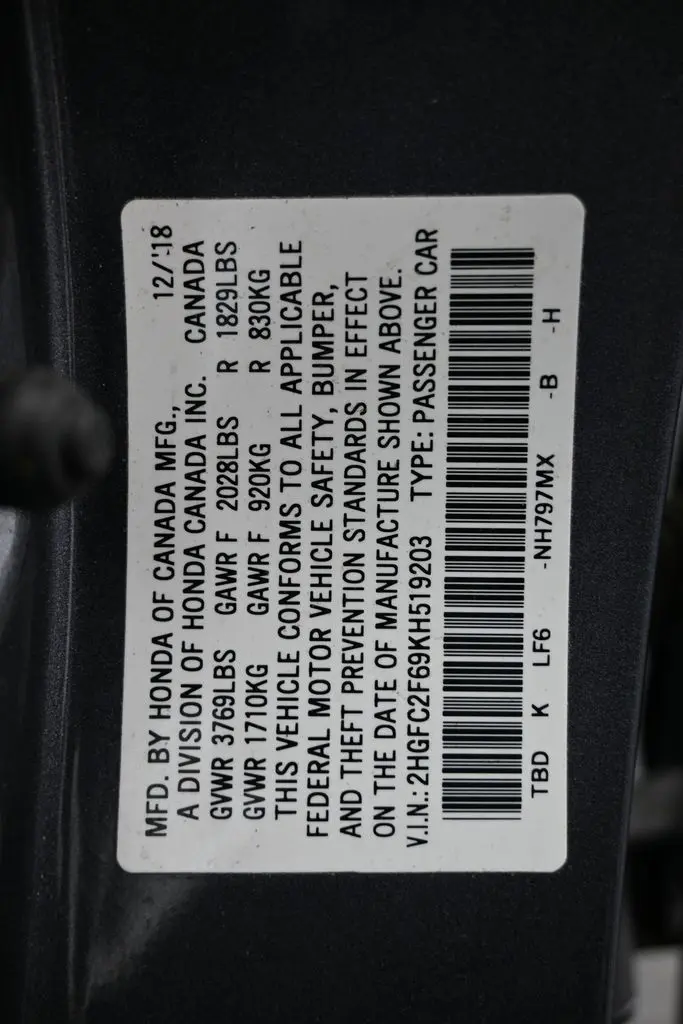 MFD. BY HONDA OF CANADA MFG., 12/'18
A DIVISION OF HONDA CANADA INC. CANADA
GVWR 3769LBS GAWR F 2028LBS R 1829LBS
GVWR 1710KG GAWR F 920KG R 830KG
THIS VEHICLE CONFORMS TO ALL APPLICABLE
FEDERAL MOTOR VEHICLE SAFETY, BUMPER,
AND THEFT PREVENTION STANDARDS IN EFFECT
ON THE DATE OF MANUFACTURE SHOWN ABOVE.
V.I.N.: 2HGFC2F69KH519203 TYPE: PASSENGER CAR
TBD K LF6 -NH797MX -B -H